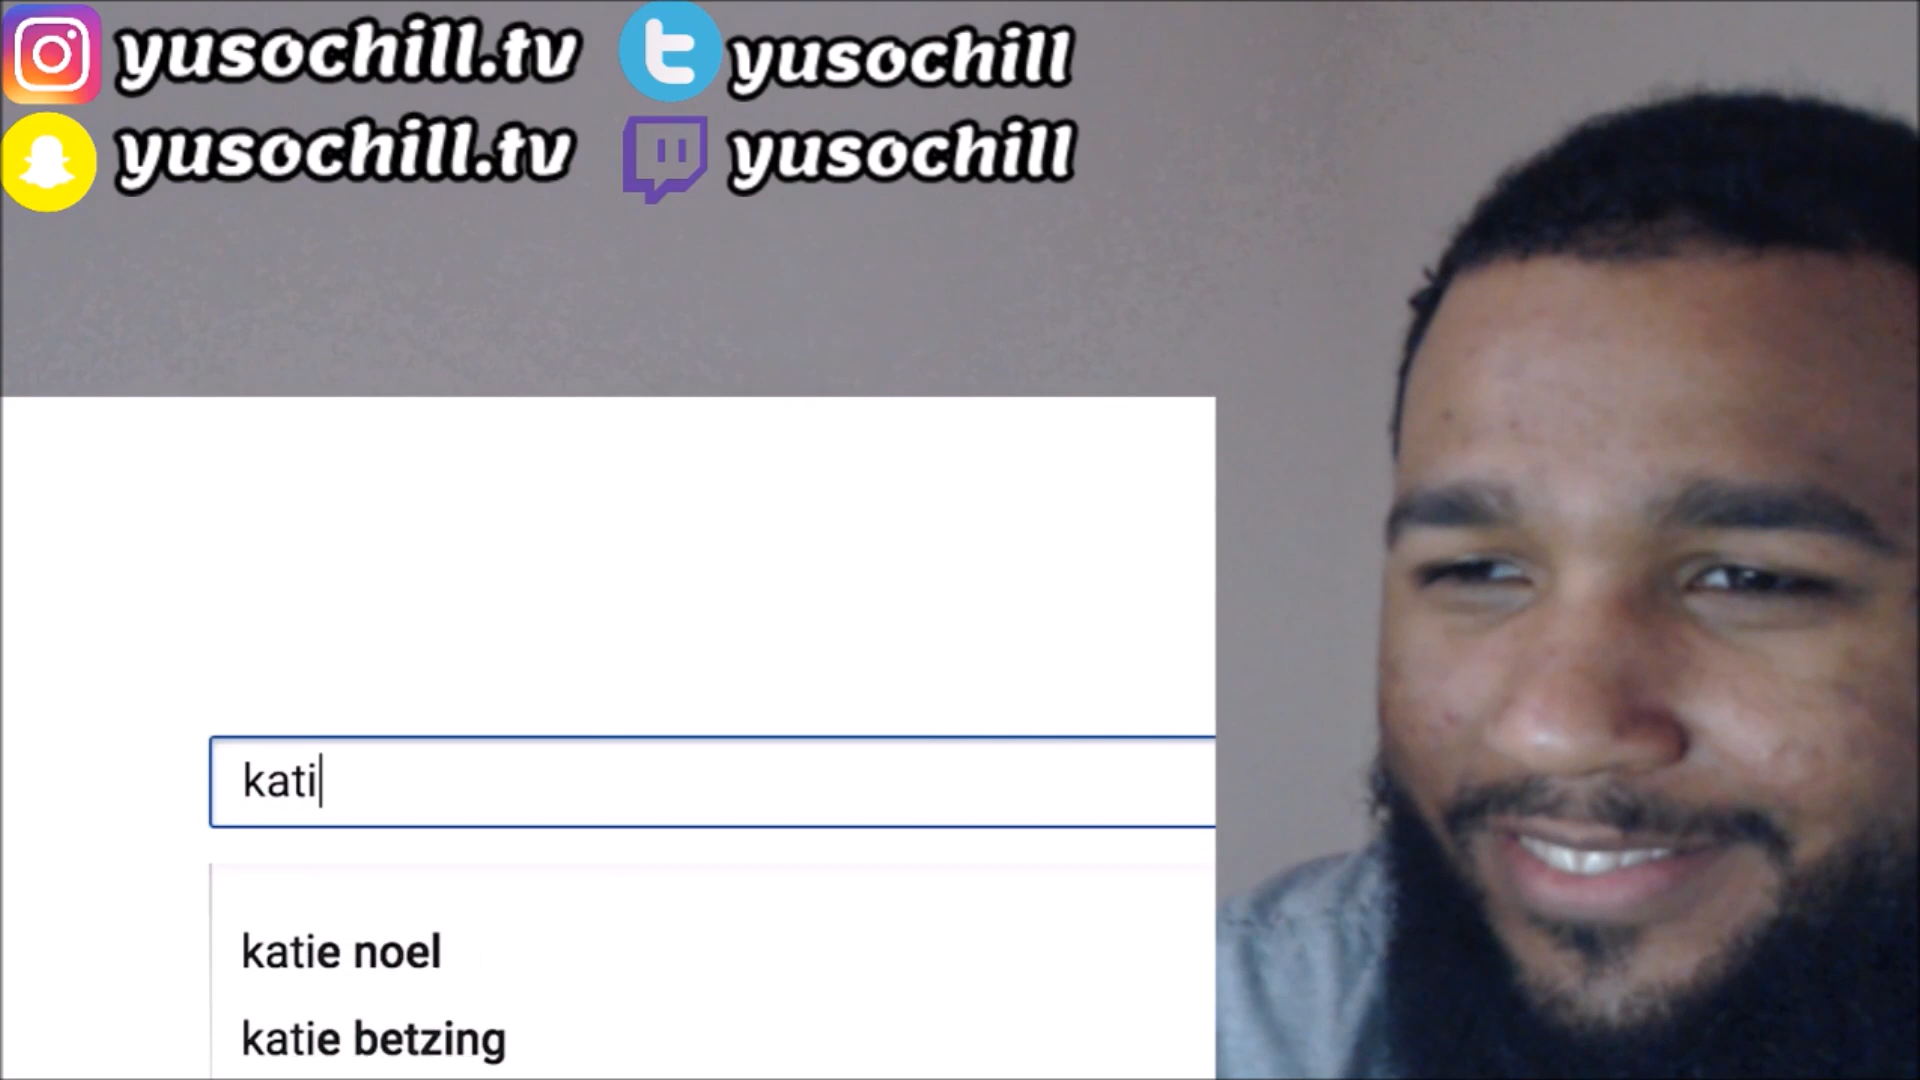 yusochill.tv yusochill
yusochill.tv yusochill
kati
katie noel
katie betzing